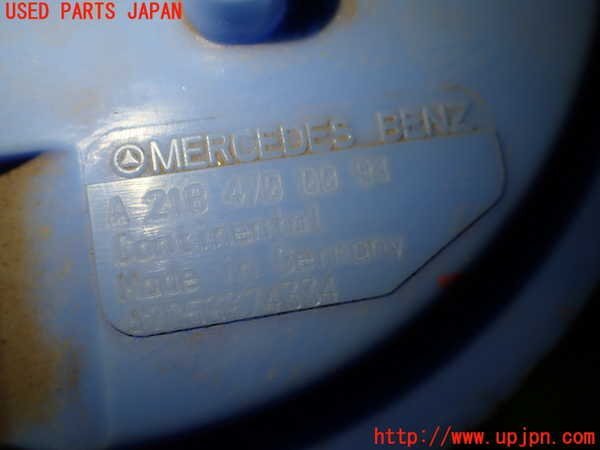 USED PARTS JAPAN
MERCEDES BENZ
A 218 470 00 94
Continental
Made in Germany
http://www.upjpn.com/